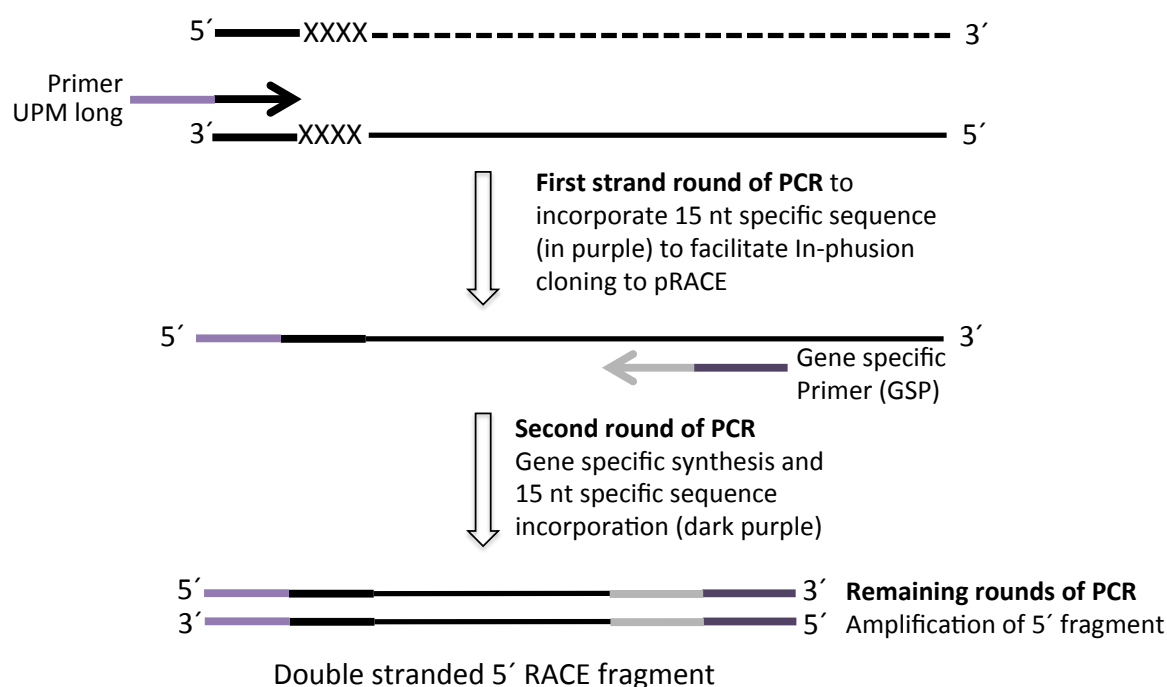 5´ XXXX 3´
Primer
UPM long
3´ XXXX 5´
First strand round of PCR to
incorporate 15 nt specific sequence
(in purple) to facilitate In-phusion
cloning to pRACE
5´ 3´
Gene specific
Primer (GSP)
Second round of PCR
Gene specific synthesis and
15 nt specific sequence
incorporation (dark purple)
5´ 3´ Remaining rounds of PCR
3´ 5´ Amplification of 5´ fragment
Double stranded 5´ RACE fragment